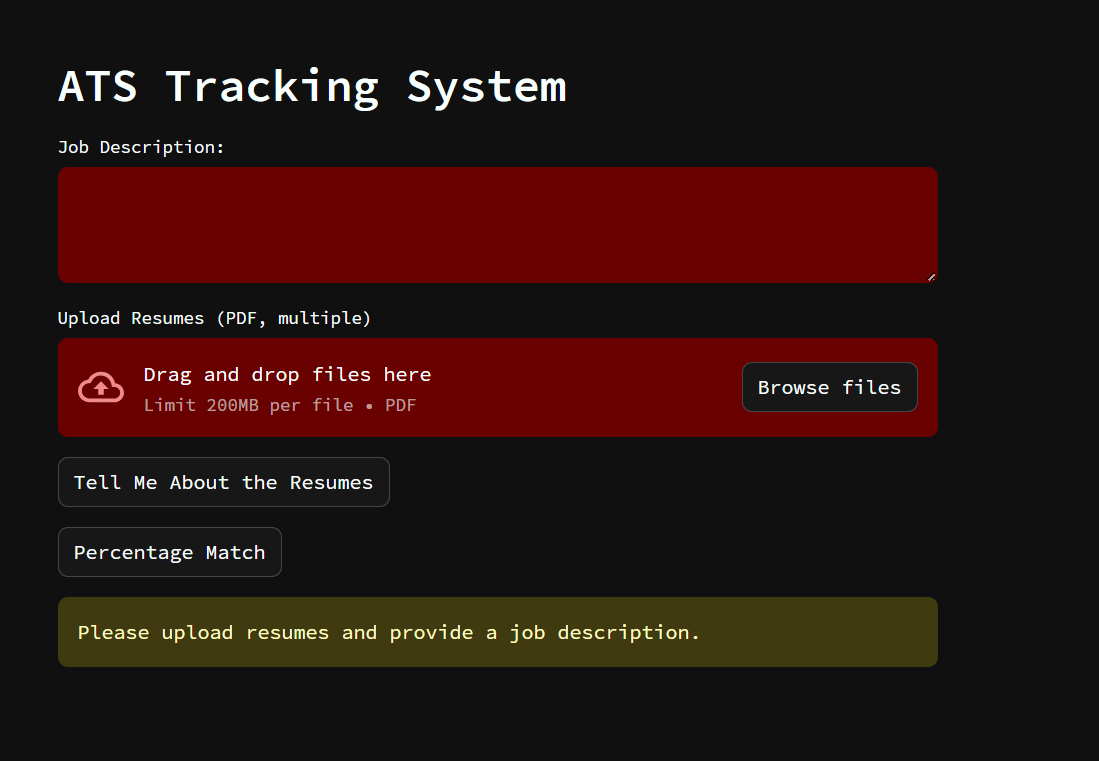 ATS Tracking System
Job Description:
Upload Resumes (PDF, multiple)
Drag and drop files here
Limit 200MB per file • PDF
Browse files
Tell Me About the Resumes
Percentage Match
Please upload resumes and provide a job description.